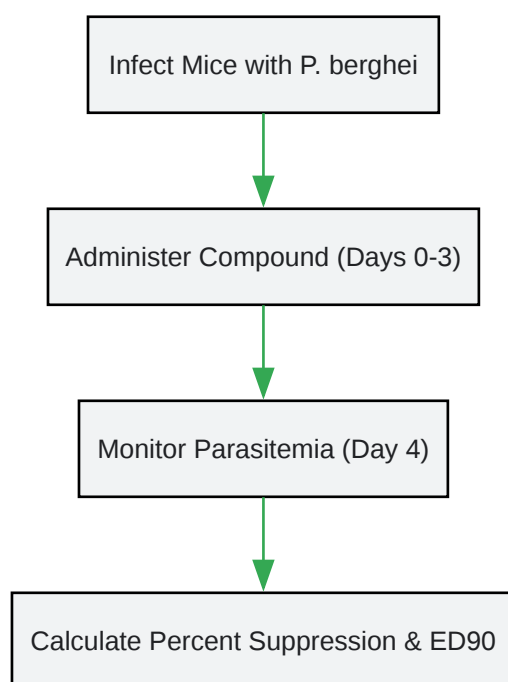 Infect Mice with P. berghei
Administer Compound (Days 0-3)
Monitor Parasitemia (Day 4)
Calculate Percent Suppression & ED90